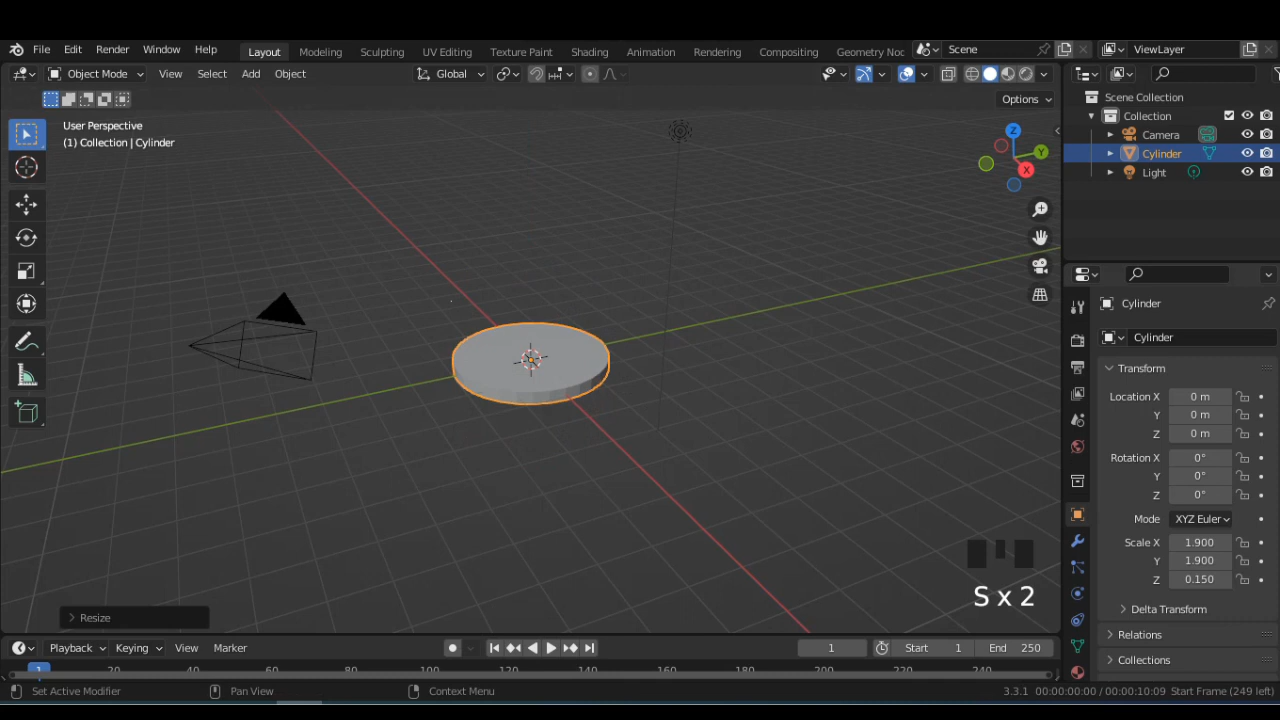 File Edit Render Window Help Layout Modeling Sculpting UV Editing Texture Paint Shading Animation Rendering Compositing Geometry Noc Scene ViewLayer
Object Mode View Select Add Object Global
Options
User Perspective
(1) Collection | Cylinder
Z
Y
X
Scene Collection
Collection
Camera
Cylinder
Light
Cylinder
Cylinder
Transform
Location X 0 m
Y 0 m
Z 0 m
Rotation X 0°
Y 0°
Z 0°
Mode XYZ Euler
Scale X 1.900
Y 1.900
Z 0.150
Delta Transform
Relations
Collections
S x 2
Resize
Playback Keying View Marker 1 Start 1 End 250
1 20 40 60 80 100 120 140 160 180 200 220 240
Set Active Modifier Pan View Context Menu 3.3.1 00:00:00:00 / 00:00:10:09 Start Frame (249 left)